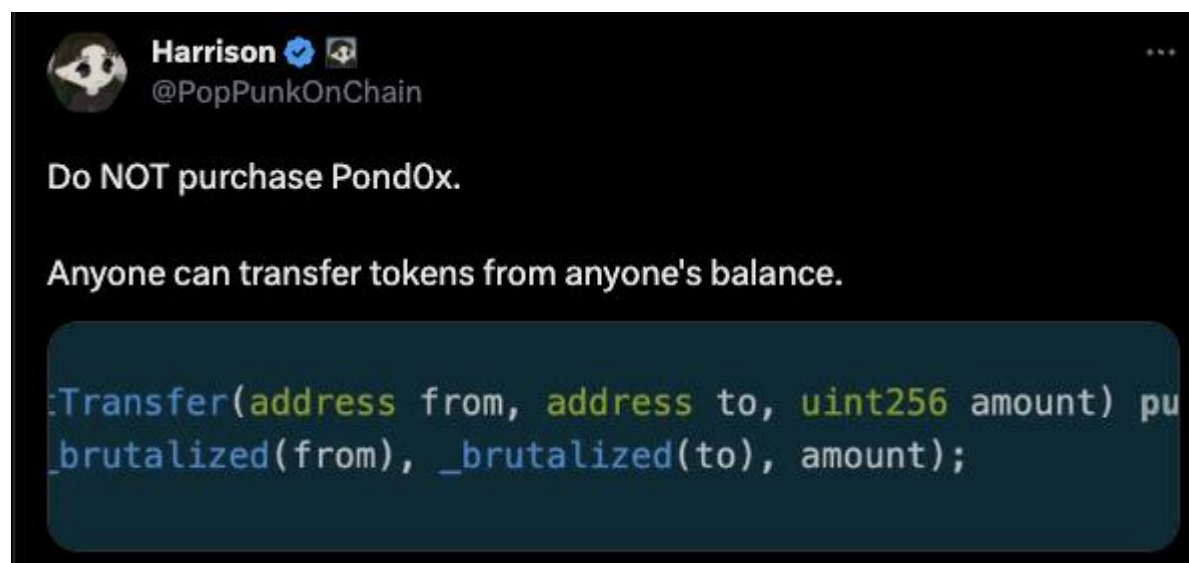 Harrison
@PopPunkOnChain
Do NOT purchase Pond0x.
Anyone can transfer tokens from anyone's balance.
:Transfer(address from, address to, uint256 amount) pu
_brutalized(from), _brutalized(to), amount);